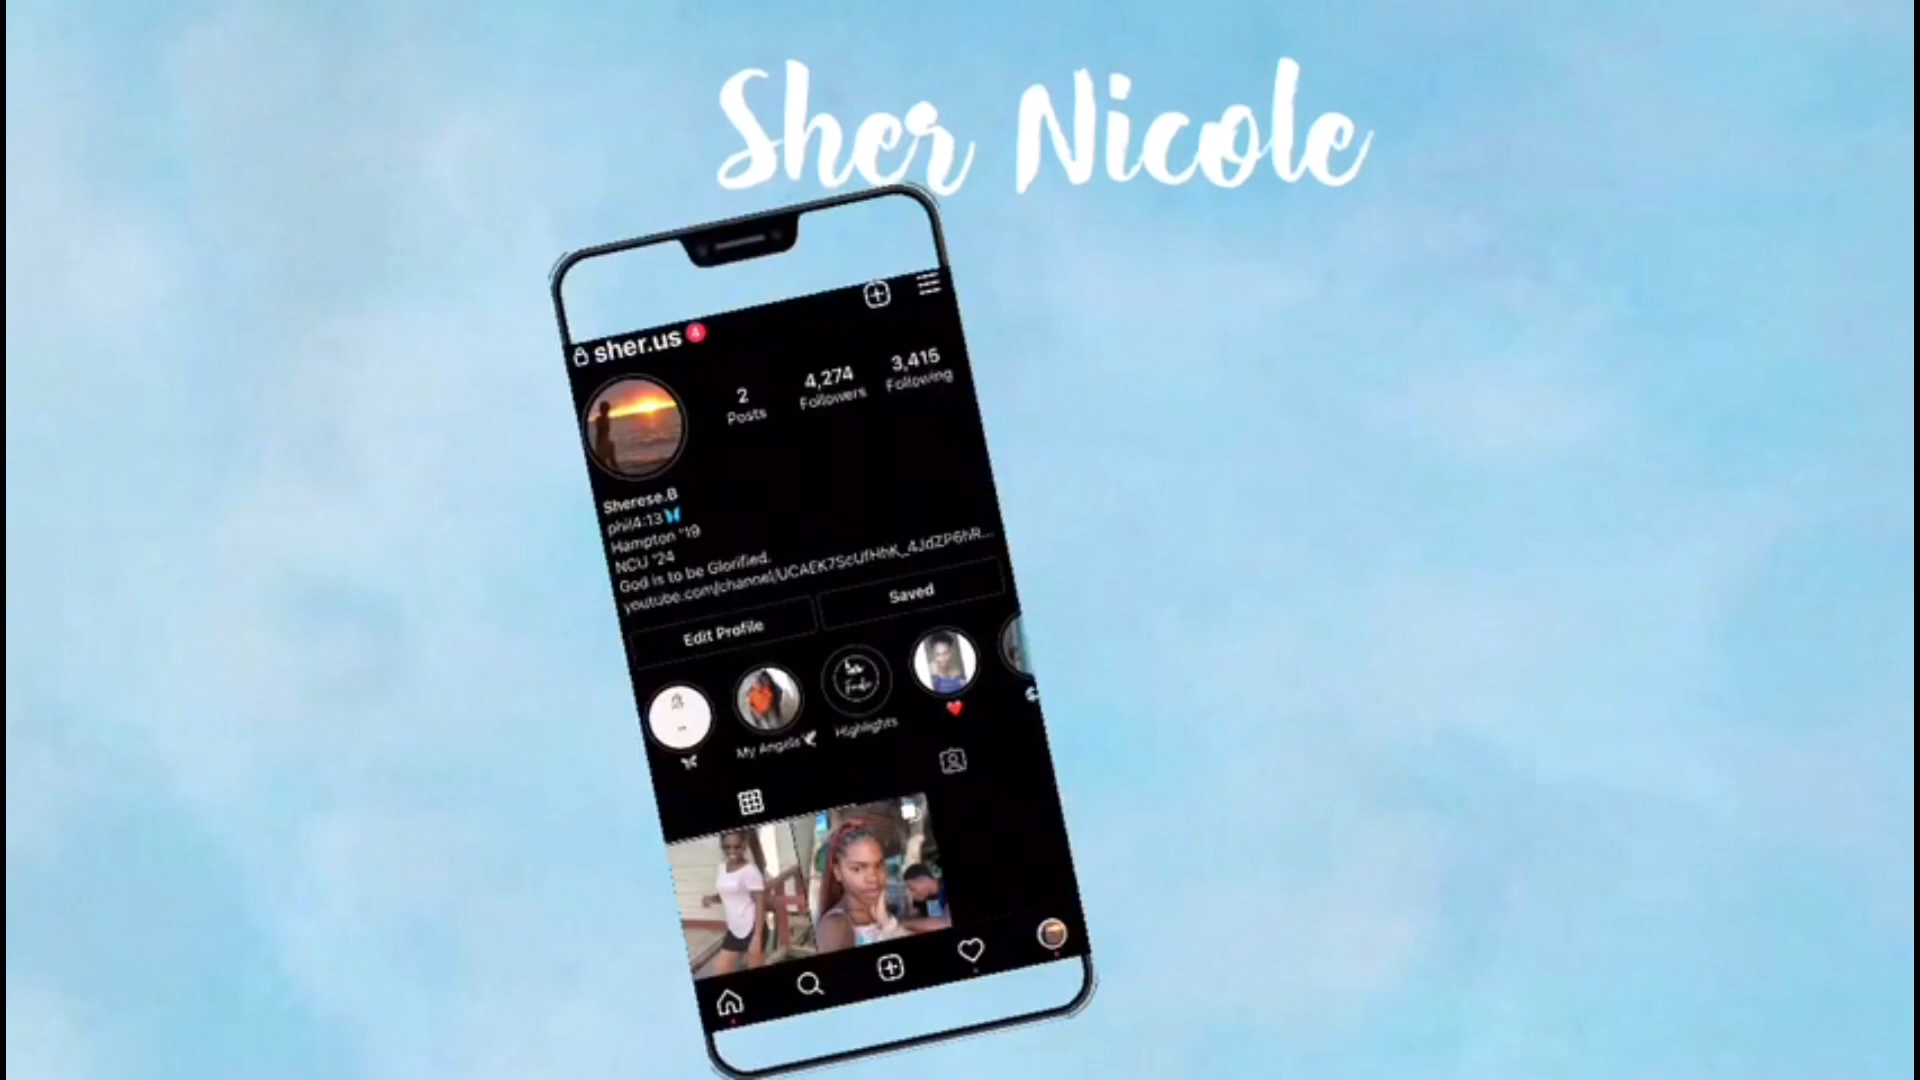 Sher Nicole
sher.us 4
2 4,274 3,415
Posts Followers Following
Sherese.B
phil4:13🦋
Hampton "19
NCU "24
God is to be Glorified.
Edit Profile Saved
My Angels🕊 Highlights ❤️